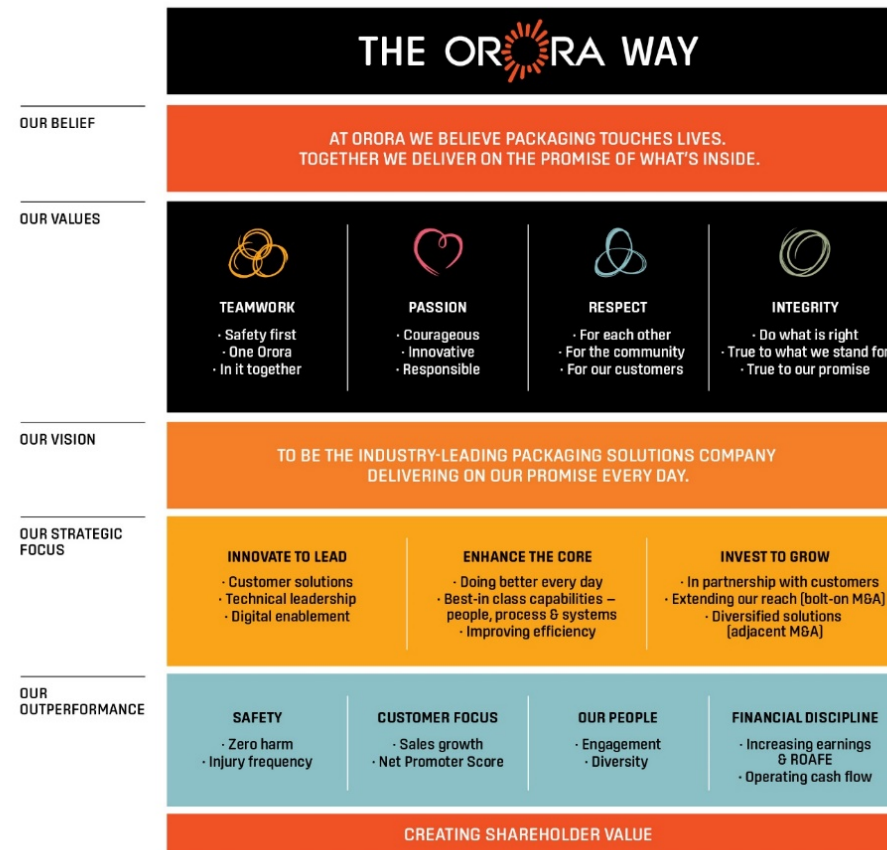 THE ORORA WAY
OUR BELIEF
AT ORORA WE BELIEVE PACKAGING TOUCHES LIVES.
TOGETHER WE DELIVER ON THE PROMISE OF WHAT'S INSIDE.
OUR VALUES
TEAMWORK
· Safety first
· One Orora
· In it together
PASSION
· Courageous
· Innovative
· Responsible
RESPECT
· For each other
· For the community
· For our customers
INTEGRITY
· Do what is right
· True to what we stand for
· True to our promise
OUR VISION
TO BE THE INDUSTRY-LEADING PACKAGING SOLUTIONS COMPANY
DELIVERING ON OUR PROMISE EVERY DAY.
OUR STRATEGIC
FOCUS
INNOVATE TO LEAD
· Customer solutions
· Technical leadership
· Digital enablement
ENHANCE THE CORE
· Doing better every day
· Best-in class capabilities –
people, process & systems
· Improving efficiency
INVEST TO GROW
· In partnership with customers
· Extending our reach (bolt-on M&A)
· Diversified solutions
(adjacent M&A)
OUR
OUTPERFORMANCE
SAFETY
· Zero harm
· Injury frequency
CUSTOMER FOCUS
· Sales growth
· Net Promoter Score
OUR PEOPLE
· Engagement
· Diversity
FINANCIAL DISCIPLINE
· Increasing earnings
& ROAFE
· Operating cash flow
CREATING SHAREHOLDER VALUE